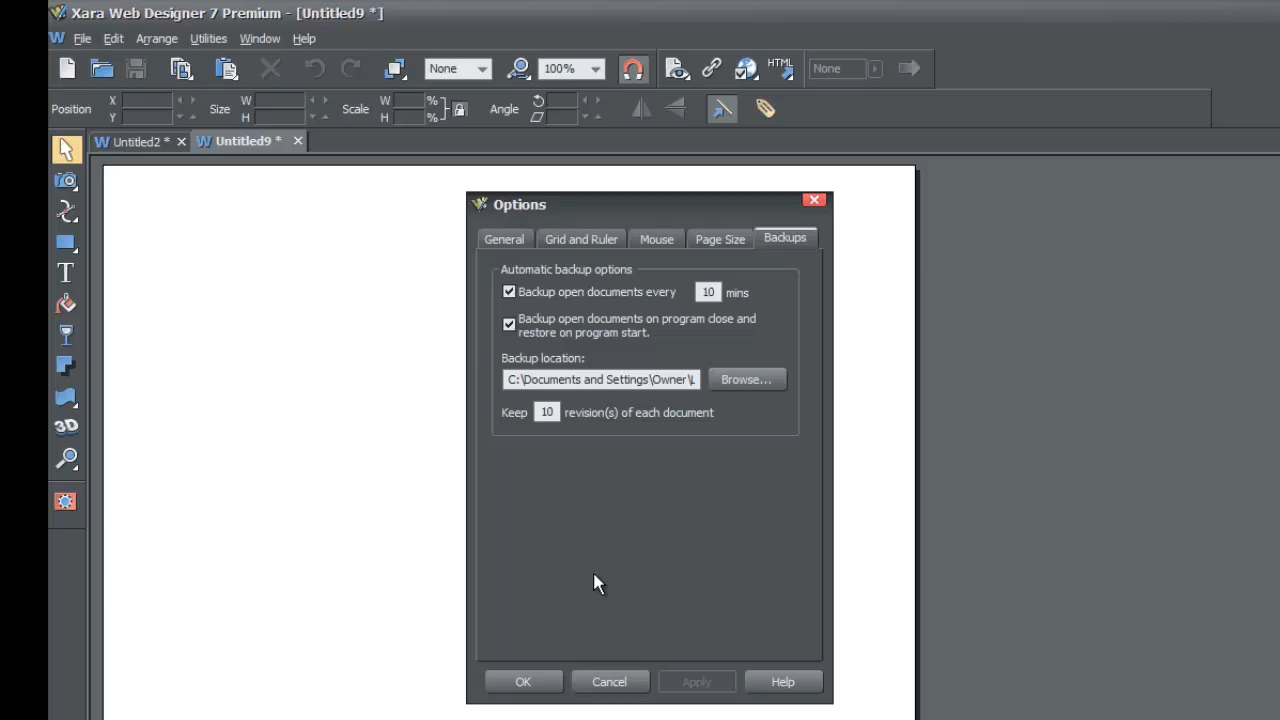 Xara Web Designer 7 Premium - [Untitled9 *]
File Edit Arrange Utilities Window Help
None 100% HTML None
Position X Y Size W H Scale W H % % Angle
Untitled2 * Untitled9 *
Options
General Grid and Ruler Mouse Page Size Backups
Automatic backup options
Backup open documents every 10 mins
Backup open documents on program close and
restore on program start.
Backup location:
C:\Documents and Settings\Owner\L Browse...
Keep 10 revision(s) of each document
T
3D
OK Cancel Apply Help